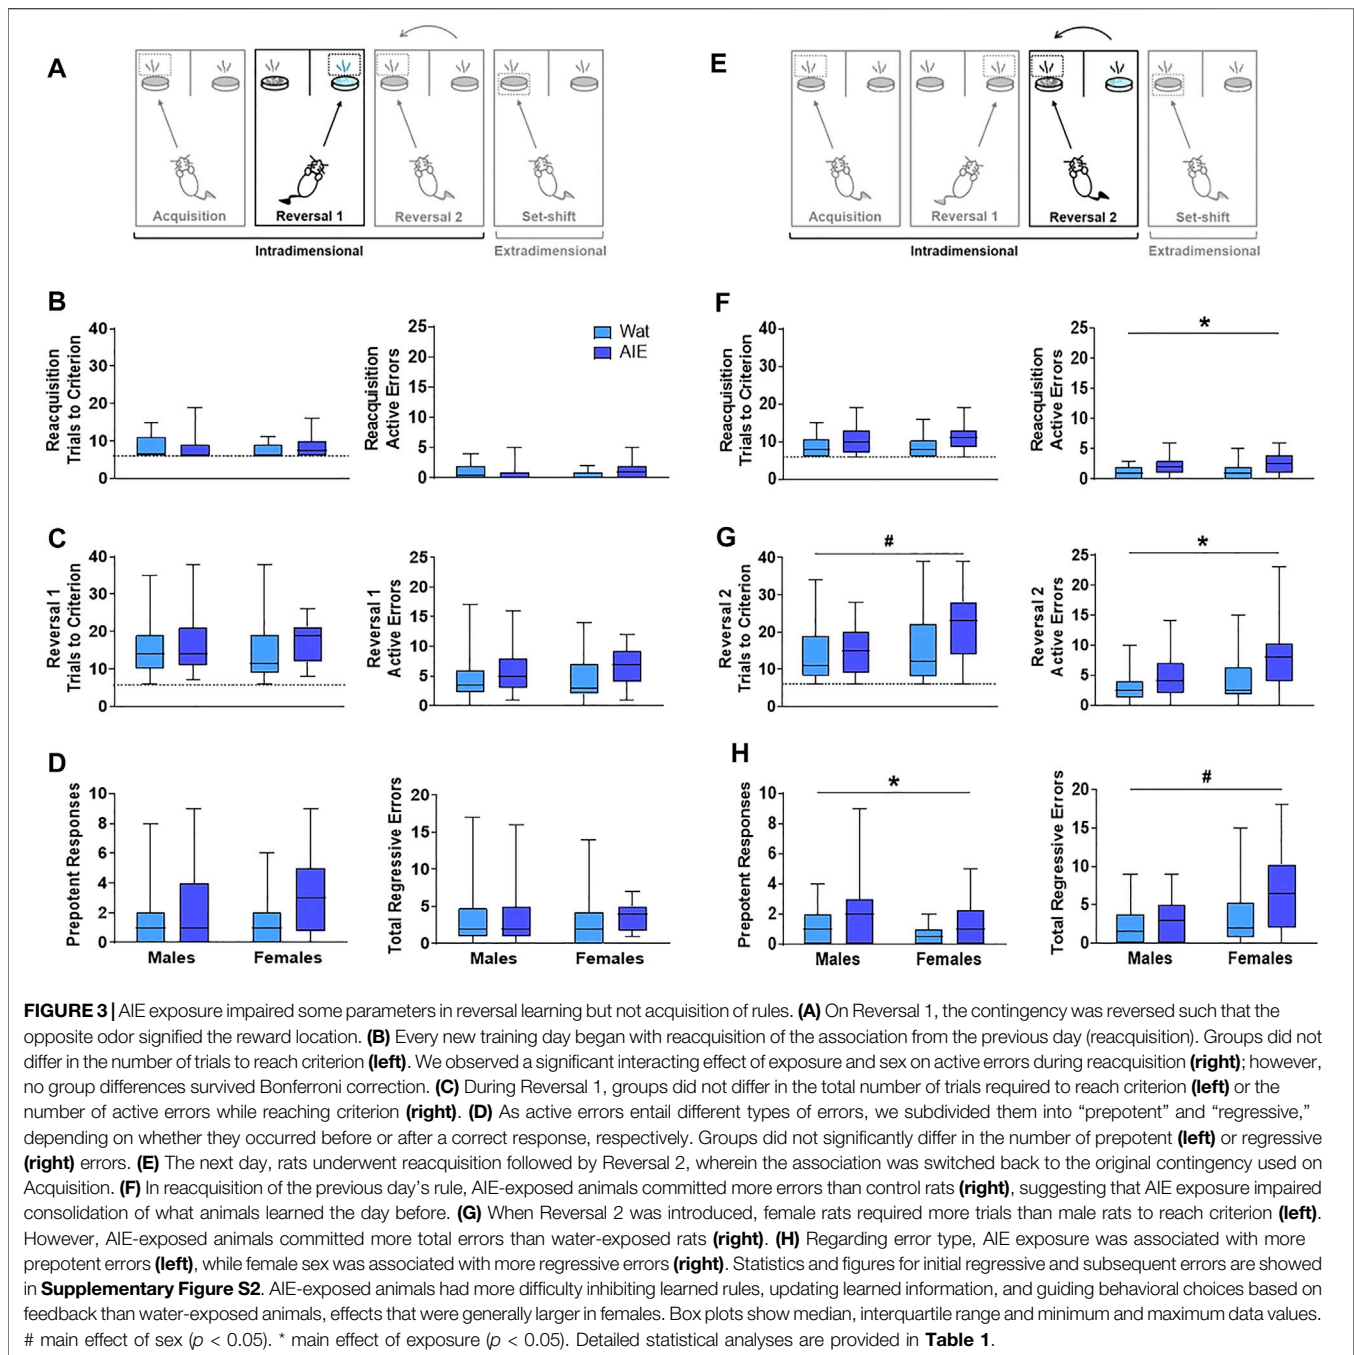 A
Acquisition
Reversal 1
Reversal 2
Set-shift
Intradimensional
Extradimensional
E
Acquisition
Reversal 1
Reversal 2
Set-shift
Intradimensional
Extradimensional
B
Reacquisition
Trials to Criterion
40
30
20
10
0
Reacquisition
Active Errors
25
20
15
10
5
0
Wat
AIE
F
Reacquisition
Trials to Criterion
40
30
20
10
0
Reacquisition
Active Errors
25
20
15
10
5
0
*
C
Reversal 1
Trials to Criterion
40
30
20
10
0
Reversal 1
Active Errors
25
20
15
10
5
0
G
Reversal 2
Trials to Criterion
40
30
20
10
0
#
Reversal 2
Active Errors
25
20
15
10
5
0
*
D
Prepotent Responses
10
8
6
4
2
0
Males
Females
Total Regressive Errors
20
15
10
5
0
Males
Females
H
Prepotent Responses
10
8
6
4
2
0
*
Males
Females
Total Regressive Errors
20
15
10
5
0
#
Males
Females
FIGURE 3 | AIE exposure impaired some parameters in reversal learning but not acquisition of rules. (A) On Reversal 1, the contingency was reversed such that the
opposite odor signified the reward location. (B) Every new training day began with reacquisition of the association from the previous day (reacquisition). Groups did not
differ in the number of trials to reach criterion (left). We observed a significant interacting effect of exposure and sex on active errors during reacquisition (right); however,
no group differences survived Bonferroni correction. (C) During Reversal 1, groups did not differ in the total number of trials required to reach criterion (left) or the
number of active errors while reaching criterion (right). (D) As active errors entail different types of errors, we subdivided them into “prepotent” and “regressive,”
depending on whether they occurred before or after a correct response, respectively. Groups did not significantly differ in the number of prepotent (left) or regressive
(right) errors. (E) The next day, rats underwent reacquisition followed by Reversal 2, wherein the association was switched back to the original contingency used on
Acquisition. (F) In reacquisition of the previous day’s rule, AIE-exposed animals committed more errors than control rats (right), suggesting that AIE exposure impaired
consolidation of what animals learned the day before. (G) When Reversal 2 was introduced, female rats required more trials than male rats to reach criterion (left).
However, AIE-exposed animals committed more total errors than water-exposed rats (right). (H) Regarding error type, AIE exposure was associated with more
prepotent errors (left), while female sex was associated with more regressive errors (right). Statistics and figures for initial regressive and subsequent errors are showed
in Supplementary Figure S2. AIE-exposed animals had more difficulty inhibiting learned rules, updating learned information, and guiding behavioral choices based on
feedback than water-exposed animals, effects that were generally larger in females. Box plots show median, interquartile range and minimum and maximum data values.
# main effect of sex (p < 0.05). * main effect of exposure (p < 0.05). Detailed statistical analyses are provided in Table 1.